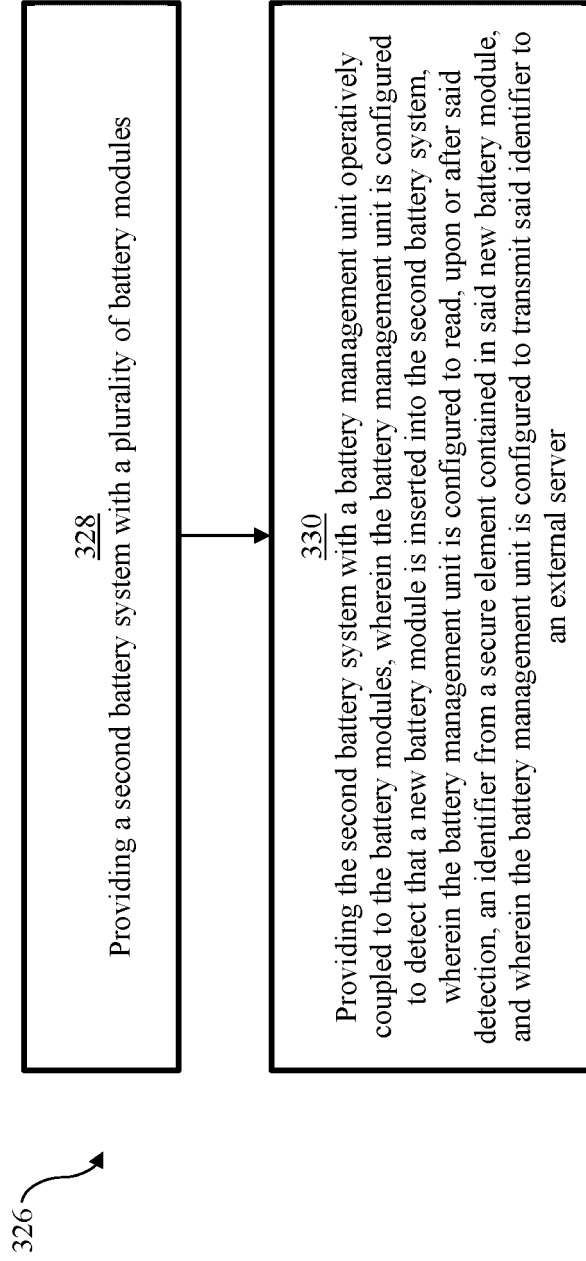 326
328
Providing a second battery system with a plurality of battery modules
330
Providing the second battery system with a battery management unit operatively
coupled to the battery modules, wherein the battery management unit is configured
to detect that a new battery module is inserted into the second battery system,
wherein the battery management unit is configured to read, upon or after said
detection, an identifier from a secure element contained in said new battery module,
and wherein the battery management unit is configured to transmit said identifier to
an external server